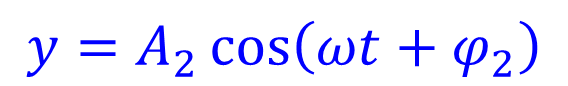 y = A₂ cos(ωt + φ₂)